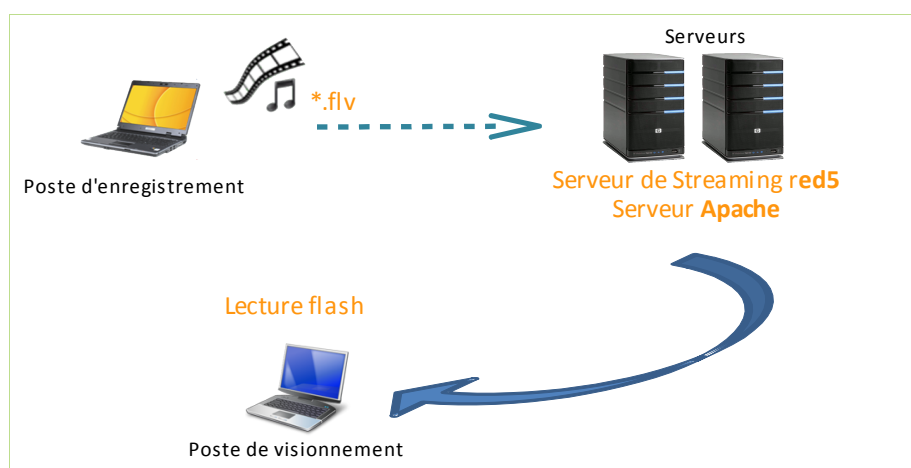 Serveurs
*.flv
Poste d'enregistrement
Serveur de Streaming red5
Serveur Apache
Lecture flash
Poste de visionnement